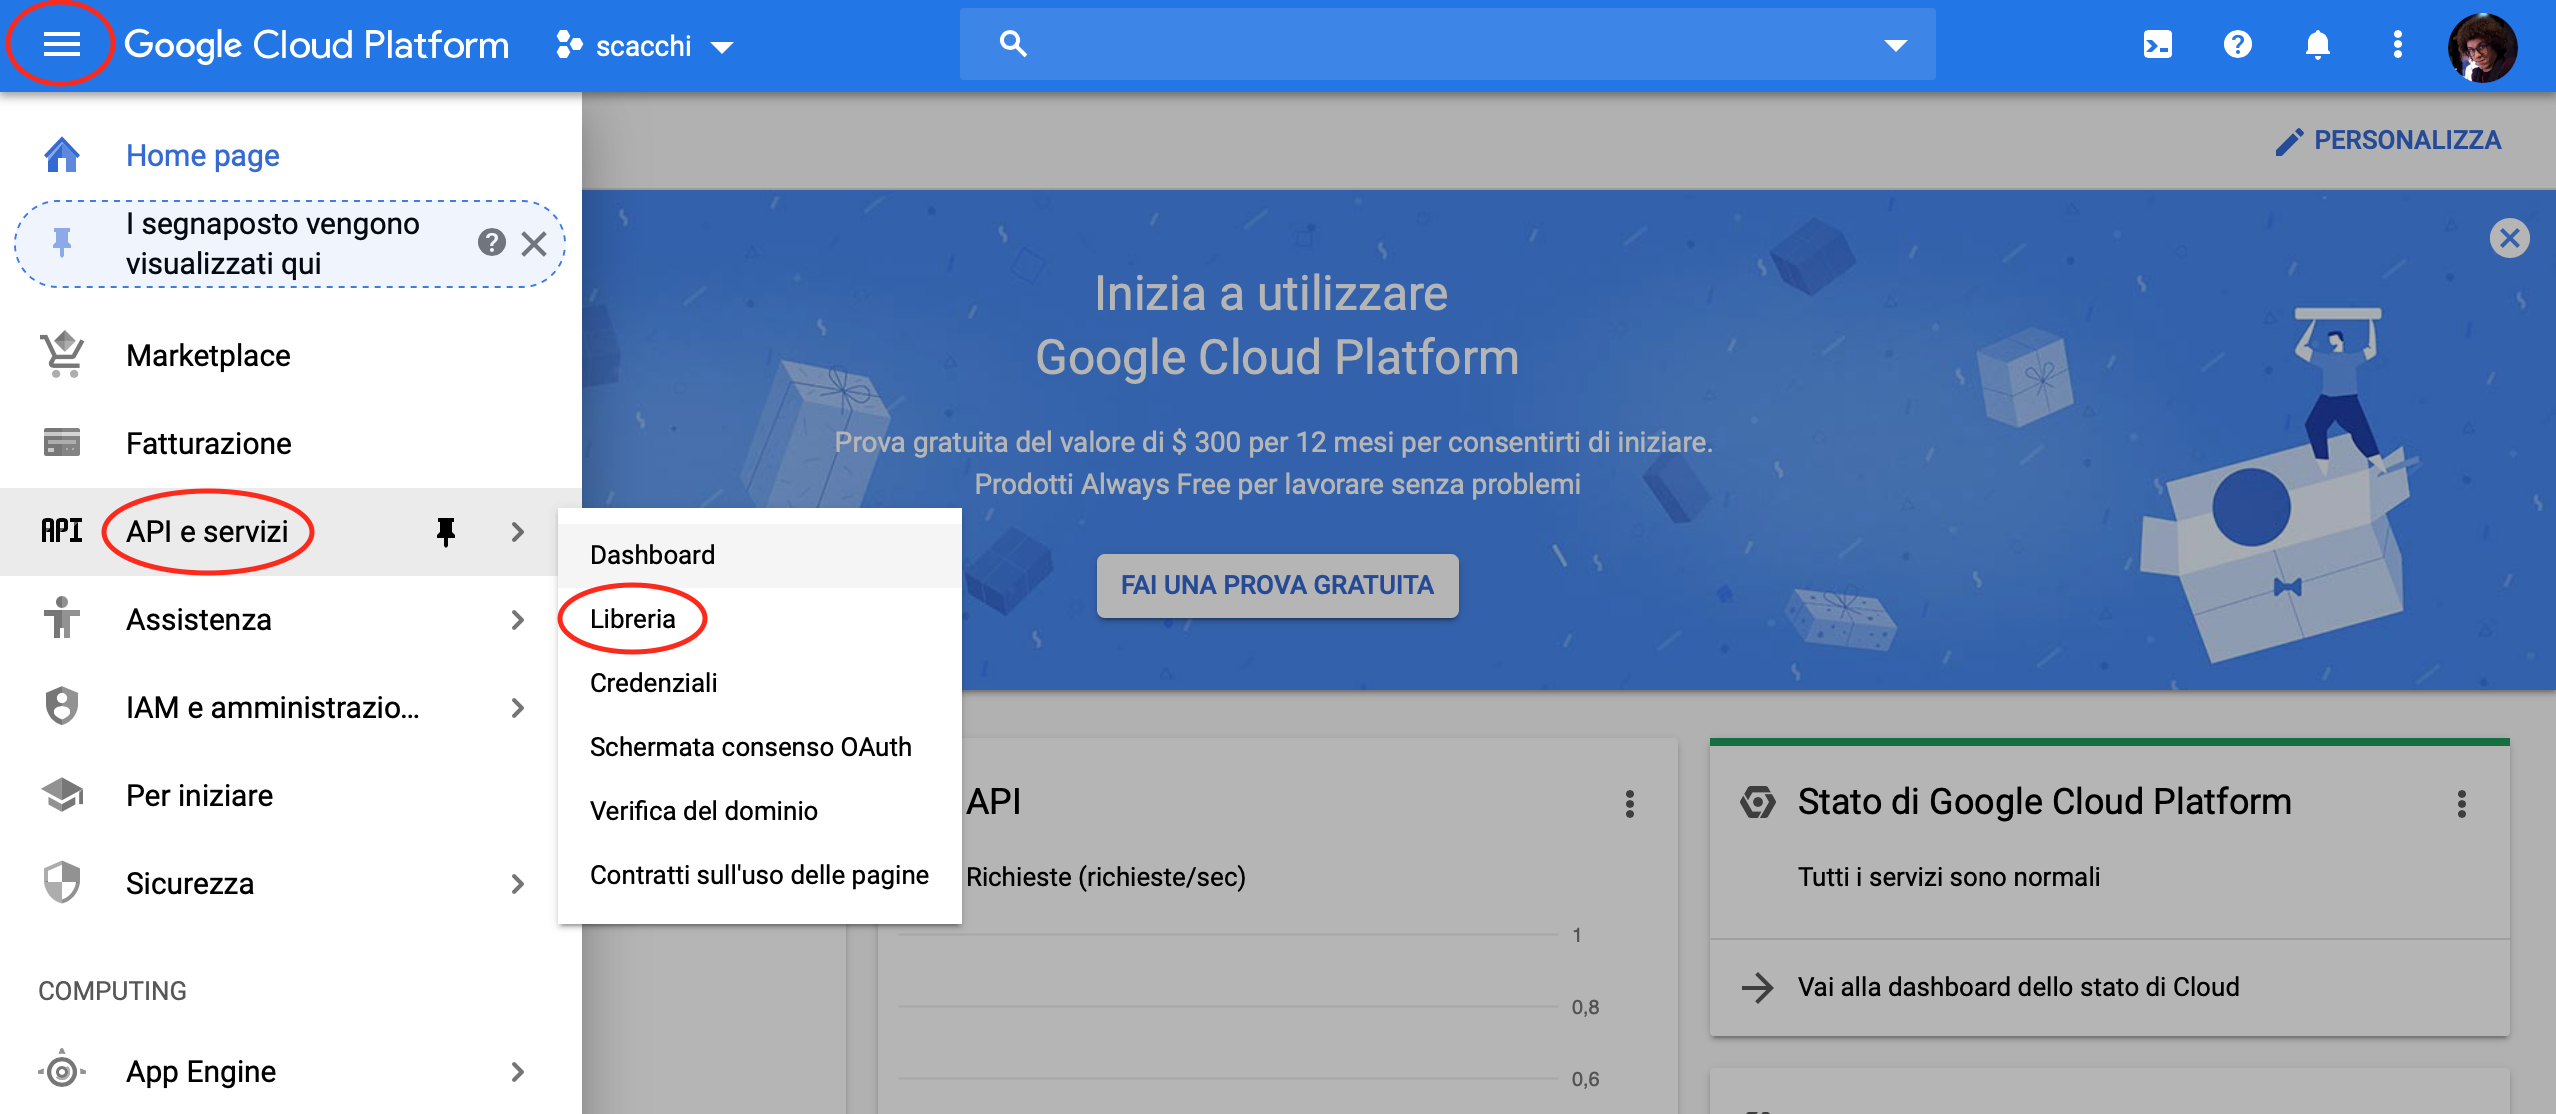 Google Cloud Platform
scacchi
Home page
I segnaposto vengono
visualizzati qui
Marketplace
Fatturazione
API
API e servizi
Assistenza
IAM e amministrazio...
Per iniziare
Sicurezza
COMPUTING
App Engine
Dashboard
Libreria
Credenziali
Schermata consenso OAuth
Verifica del dominio
Contratti sull'uso delle pagine
PERSONALIZZA
Inizia a utilizzare
Google Cloud Platform
Prova gratuita del valore di $ 300 per 12 mesi per consentirti di iniziare.
Prodotti Always Free per lavorare senza problemi
FAI UNA PROVA GRATUITA
API
Richieste (richieste/sec)
1
0,8
0,6
Stato di Google Cloud Platform
Tutti i servizi sono normali
Vai alla dashboard dello stato di Cloud